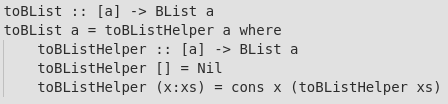 toBList :: [a] -> BList a
toBList a = toBListHelper a where
    toBListHelper :: [a] -> BList a
    toBListHelper [] = Nil
    toBListHelper (x:xs) = cons x (toBListHelper xs)